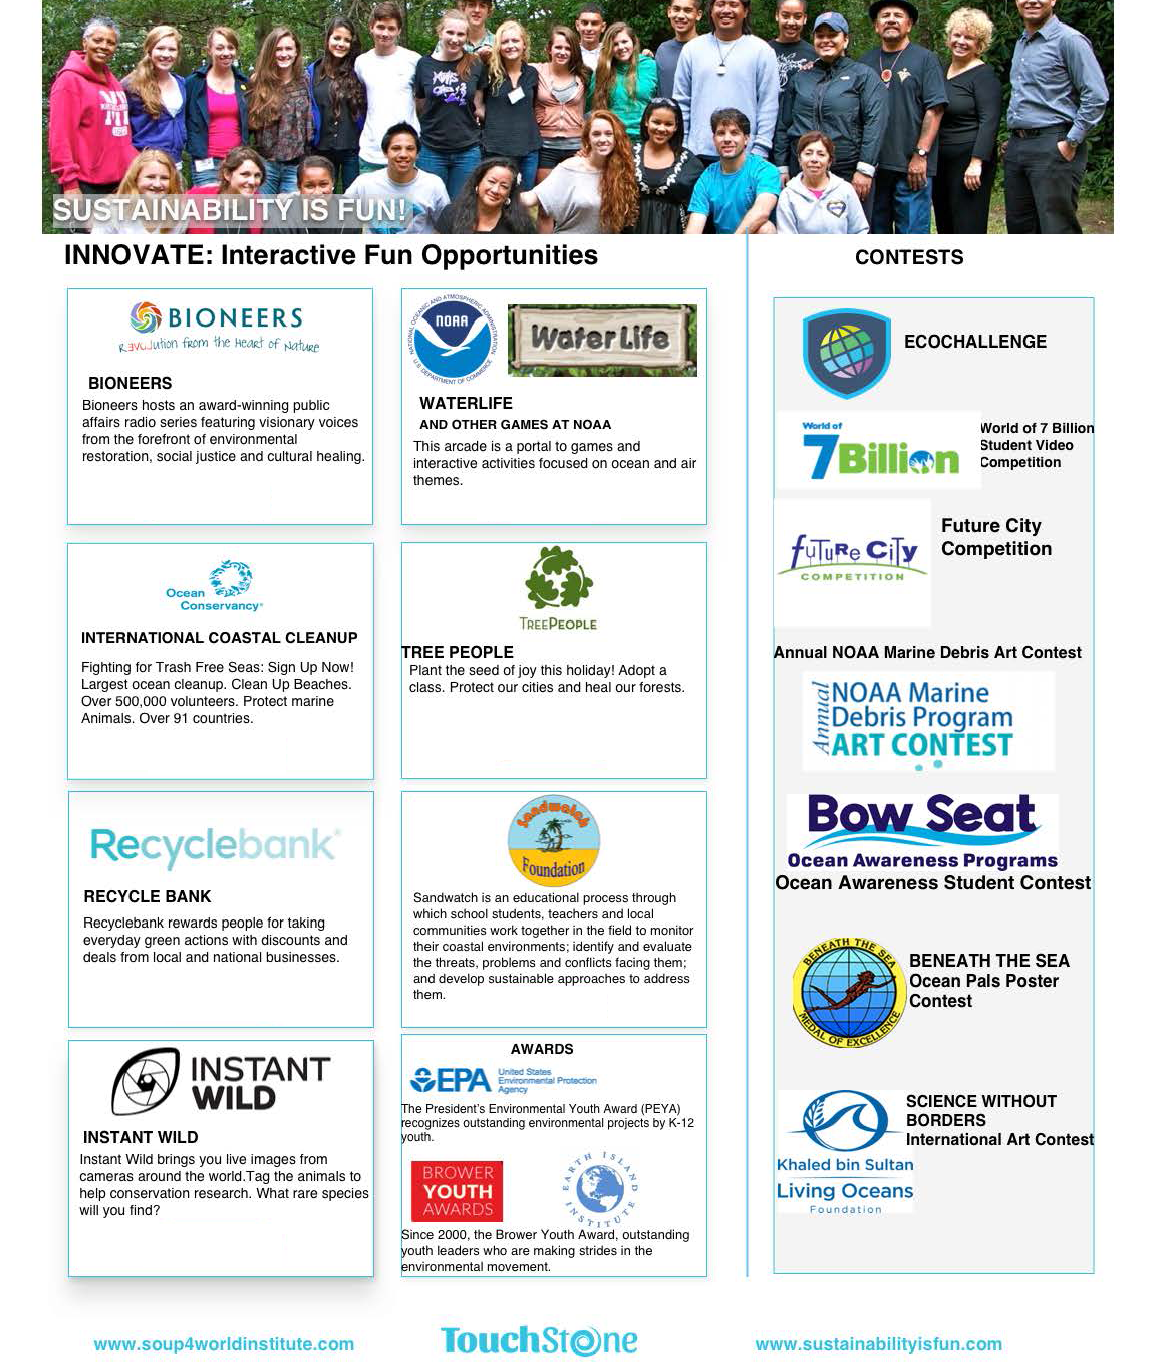 SUSTAINABILITY IS FUN!
INNOVATE: Interactive Fun Opportunities
BIONEERS
REVOLution from the Heart of Nature
BIONEERS
Bioneers hosts an award-winning public
affairs radio series featuring visionary voices
from the forefront of environmental
restoration, social justice and cultural healing.
NATIONAL OCEANIC AND ATMOSPHERIC ADMINISTRATION
NOAA
U.S. DEPARTMENT OF COMMERCE
WaterLife
WATERLIFE
AND OTHER GAMES AT NOAA
This arcade is a portal to games and
interactive activities focused on ocean and air
themes.
Ocean
Conservancy®
INTERNATIONAL COASTAL CLEANUP
Fighting for Trash Free Seas: Sign Up Now!
Largest ocean cleanup. Clean Up Beaches.
Over 500,000 volunteers. Protect marine
Animals. Over 91 countries.
TREEPEOPLE
TREE PEOPLE
Plant the seed of joy this holiday! Adopt a
class. Protect our cities and heal our forests.
Recyclebank®
RECYCLE BANK
Recyclebank rewards people for taking
everyday green actions with discounts and
deals from local and national businesses.
Sandwatch
Foundation
Sandwatch is an educational process through
which school students, teachers and local
communities work together in the field to monitor
their coastal environments; identify and evaluate
the threats, problems and conflicts facing them;
and develop sustainable approaches to address
them.
INSTANT
WILD
INSTANT WILD
Instant Wild brings you live images from
cameras around the world.Tag the animals to
help conservation research. What rare species
will you find?
AWARDS
EPA
United States
Environmental Protection
Agency
The President's Environmental Youth Award (PEYA)
recognizes outstanding environmental projects by K-12
youth.
BROWER
YOUTH
AWARDS
EARTH ISLAND
INSTITUTE
Since 2000, the Brower Youth Award, outstanding
youth leaders who are making strides in the
environmental movement.
CONTESTS
ECOCHALLENGE
World of
7 Billion
World of 7 Billion
Student Video
Competition
FUTURE CITY
COMPETITION
Future City
Competition
Annual NOAA Marine Debris Art Contest
Annual
NOAA Marine
Debris Program
ART CONTEST
Bow Seat
Ocean Awareness Programs
Ocean Awareness Student Contest
BENEATH THE SEA
MEDAL OF EXCELLENCE
BENEATH THE SEA
Ocean Pals Poster
Contest
SCIENCE WITHOUT
BORDERS
International Art Contest
Khaled bin Sultan
Living Oceans
Foundation
www.soup4worldinstitute.com
TouchStone
www.sustainabilityisfun.com